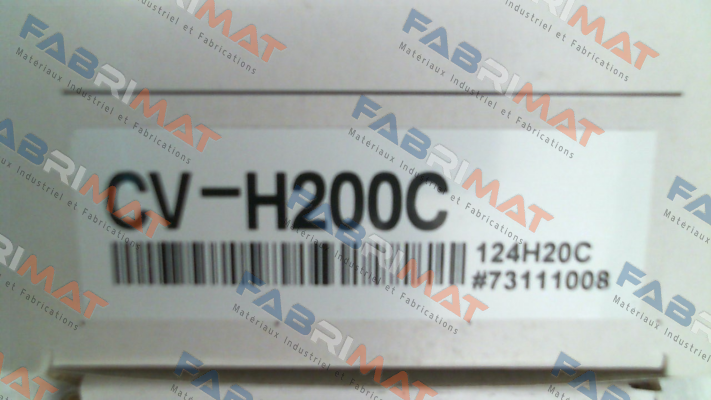 CV-H200C
124H20C
#73111008
FABRIMAT
Materiaux Industriel et Fabrications